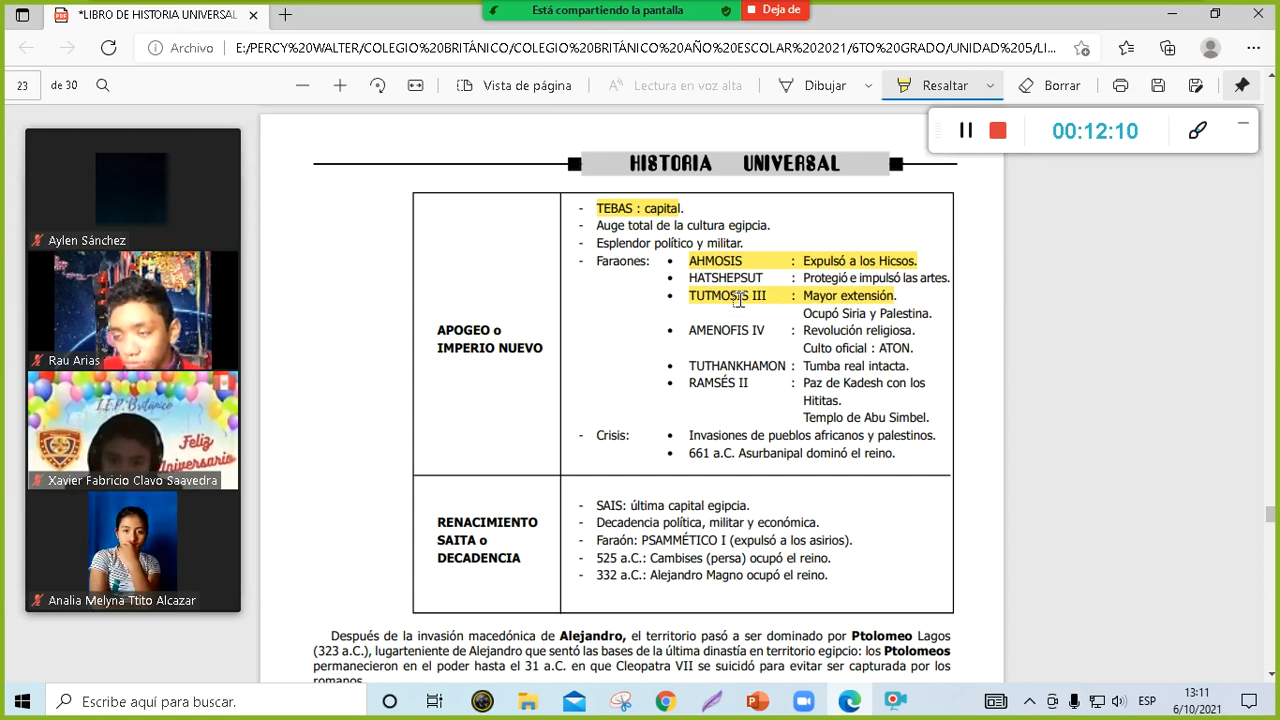 *LIBRO DE HISTORIA UNIVERSAL
Está compartiendo la pantalla
Deja de
Archivo
E:/PERCY%20WALTER/COLEGIO%20BRITÁNICO/COLEGIO%20BRITÁNICO%20AÑO%20ESCOLAR%202021/6TO%20GRADO/UNIDAD%205/LI...
23 de 30
Vista de página
Lectura en voz alta
Dibujar
Resaltar
Borrar
00:12:10
Aylen Sánchez
Rau Arias
I.E.P. Británico
Feliz
Aniversario
Xavier Fabricio Clavo Saavedra
Analia Melyna Ttito Alcazar
HISTORIA UNIVERSAL
APOGEO o
IMPERIO NUEVO
- TEBAS : capital.
- Auge total de la cultura egipcia.
- Esplendor político y militar.
- Faraones: • AHMOSIS : Expulsó a los Hicsos.
• HATSHEPSUT : Protegió e impulsó las artes.
• TUTMOSIS III : Mayor extensión.
Ocupó Siria y Palestina.
• AMENOFIS IV : Revolución religiosa.
Culto oficial : ATON.
• TUTHANKHAMON : Tumba real intacta.
• RAMSÉS II : Paz de Kadesh con los
Hititas.
Templo de Abu Simbel.
- Crisis: • Invasiones de pueblos africanos y palestinos.
• 661 a.C. Asurbanipal dominó el reino.
RENACIMIENTO
SAITA o
DECADENCIA
- SAIS: última capital egipcia.
- Decadencia política, militar y económica.
- Faraón: PSAMMÉTICO I (expulsó a los asirios).
- 525 a.C.: Cambises (persa) ocupó el reino.
- 332 a.C.: Alejandro Magno ocupó el reino.
Después de la invasión macedónica de Alejandro, el territorio pasó a ser dominado por Ptolomeo Lagos
(323 a.C.), lugarteniente de Alejandro que sentó las bases de la última dinastía en territorio egipcio: los Ptolomeos
permanecieron en el poder hasta el 31 a.C. en que Cleopatra VII se suicidó para evitar ser capturada por los
romanos.
Escribe aquí para buscar.
ESP
13:11
6/10/2021